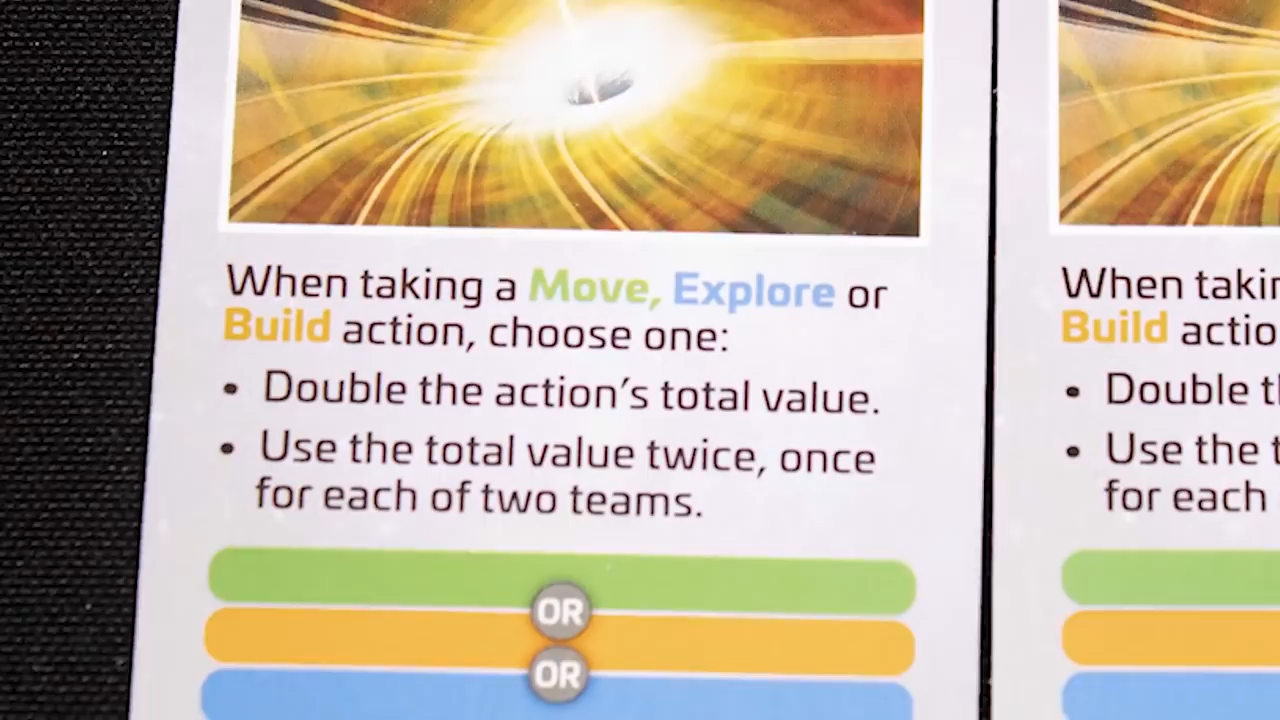 When taking a Move, Explore or
Build action, choose one:
• Double the action's total value.
• Use the total value twice, once
for each of two teams.
OR
OR
When takin
Build actio
• Double t
• Use the t
for each